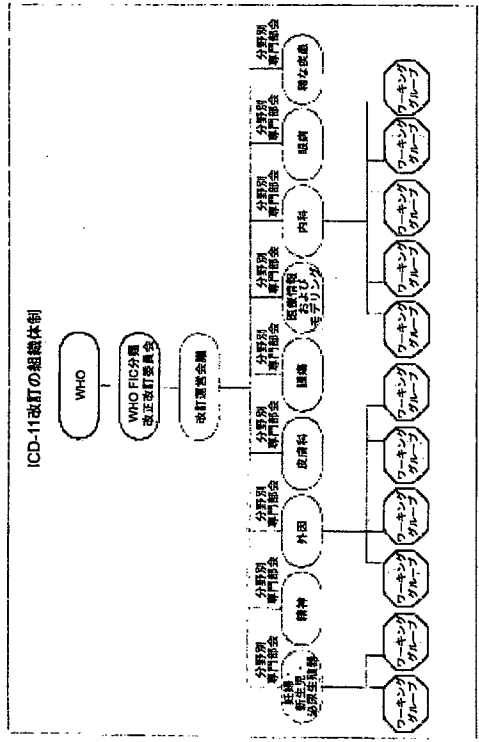 ICD-11改訂の組織体制
WHO
WHO FIC分類
改正改訂委員会
改訂運営会議
分野別
専門部会
妊婦・
新生児・
泌尿生殖器
分野別
専門部会
精神
分野別
専門部会
外因
分野別
専門部会
皮膚科
分野別
専門部会
腫瘍
分野別
専門部会
医療情報
および
モデリング
分野別
専門部会
内科
分野別
専門部会
眼病
分野別
専門部会
稀な疾患
ワーキング
グループ
ワーキング
グループ
ワーキング
グループ
ワーキング
グループ
ワーキング
グループ
ワーキング
グループ
ワーキング
グループ
ワーキング
グループ
ワーキング
グループ
ワーキング
グループ
ワーキング
グループ